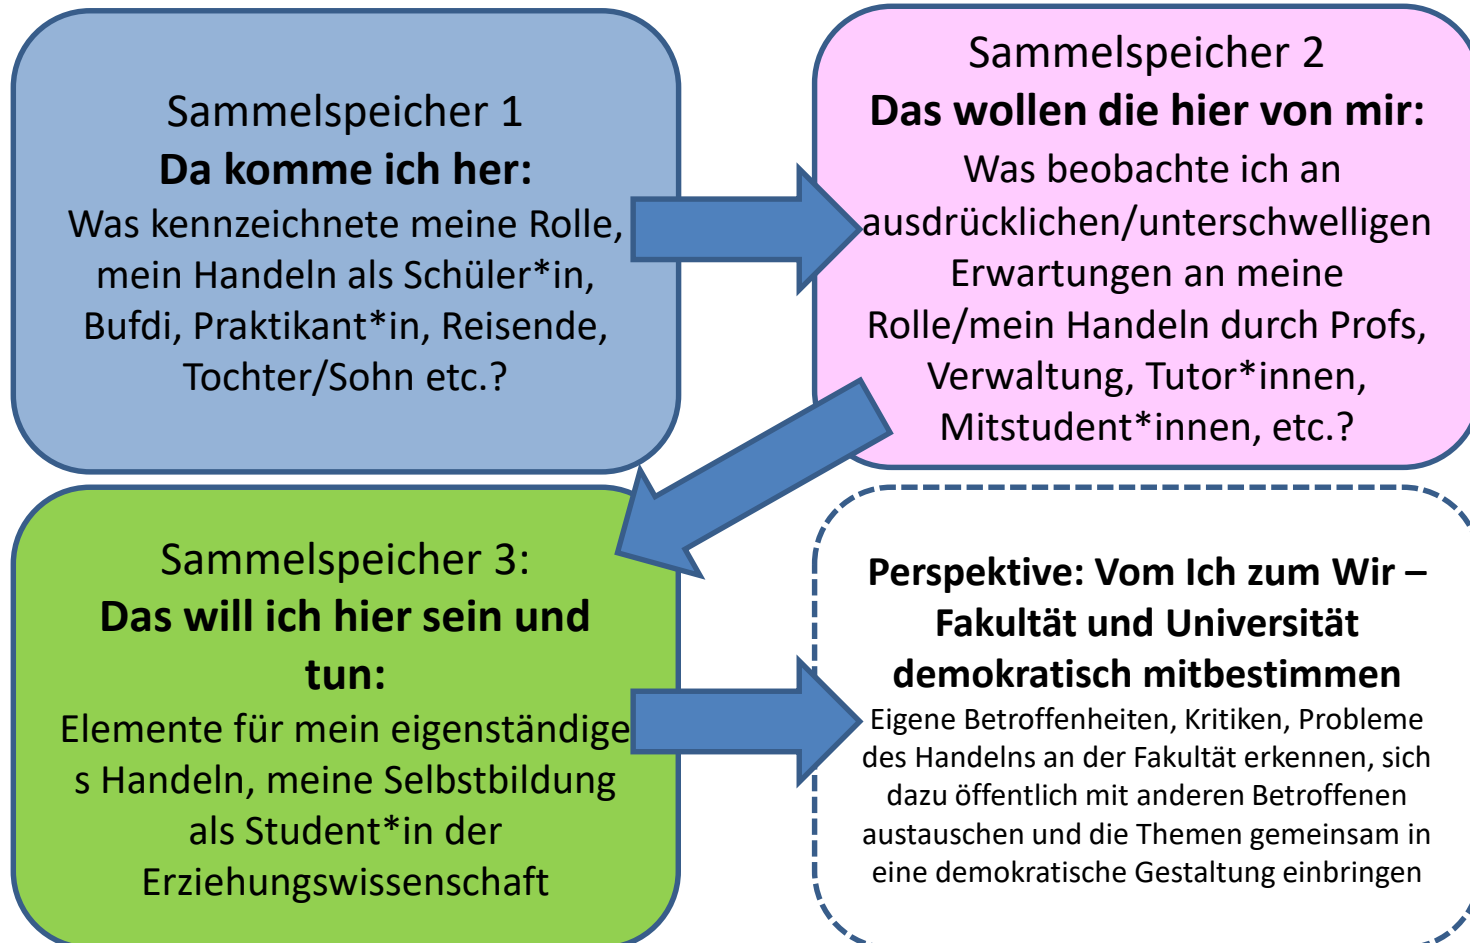 Sammelspeicher 1
Da komme ich her:
Was kennzeichnete meine Rolle,
mein Handeln als Schüler*in,
Bufdi, Praktikant*in, Reisende,
Tochter/Sohn etc.?
Sammelspeicher 2
Das wollen die hier von mir:
Was beobachte ich an
ausdrücklichen/unterschwelligen
Erwartungen an meine
Rolle/mein Handeln durch Profs,
Verwaltung, Tutor*innen,
Mitstudent*innen, etc.?
Sammelspeicher 3:
Das will ich hier sein und
tun:
Elemente für mein eigenständige
s Handeln, meine Selbstbildung
als Student*in der
Erziehungswissenschaft
Perspektive: Vom Ich zum Wir –
Fakultät und Universität
demokratisch mitbestimmen
Eigene Betroffenheiten, Kritiken, Probleme
des Handelns an der Fakultät erkennen, sich
dazu öffentlich mit anderen Betroffenen
austauschen und die Themen gemeinsam in
eine demokratische Gestaltung einbringen